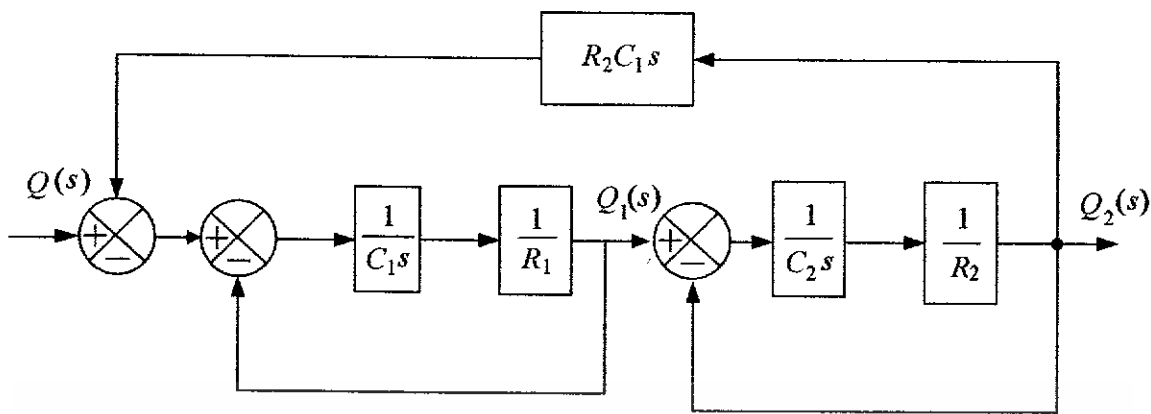 R₂C₁s
Q(s)
+
−
+
−
1
C₁s
1
R₁
Q₁(s)
+
−
1
C₂s
1
R₂
Q₂(s)